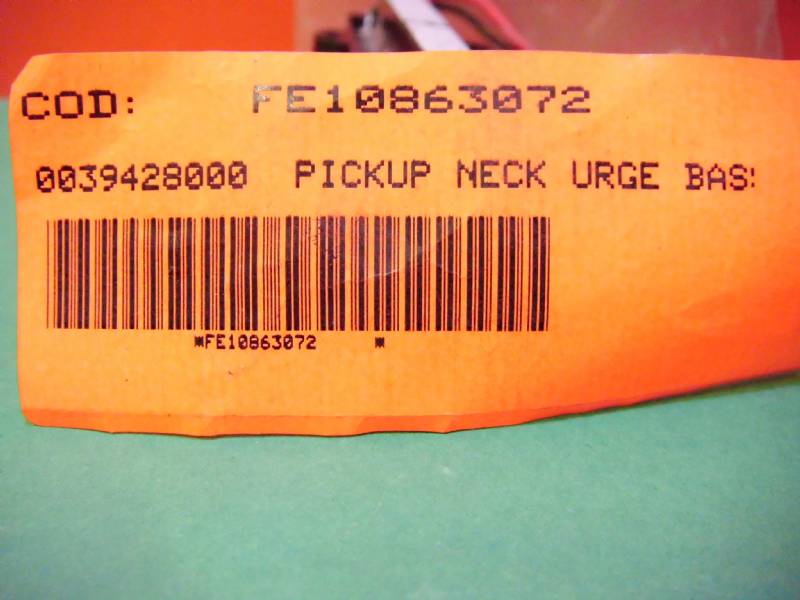 COD: FE10863072
0039428000 PICKUP NECK URGE BAS
*FE10863072 *